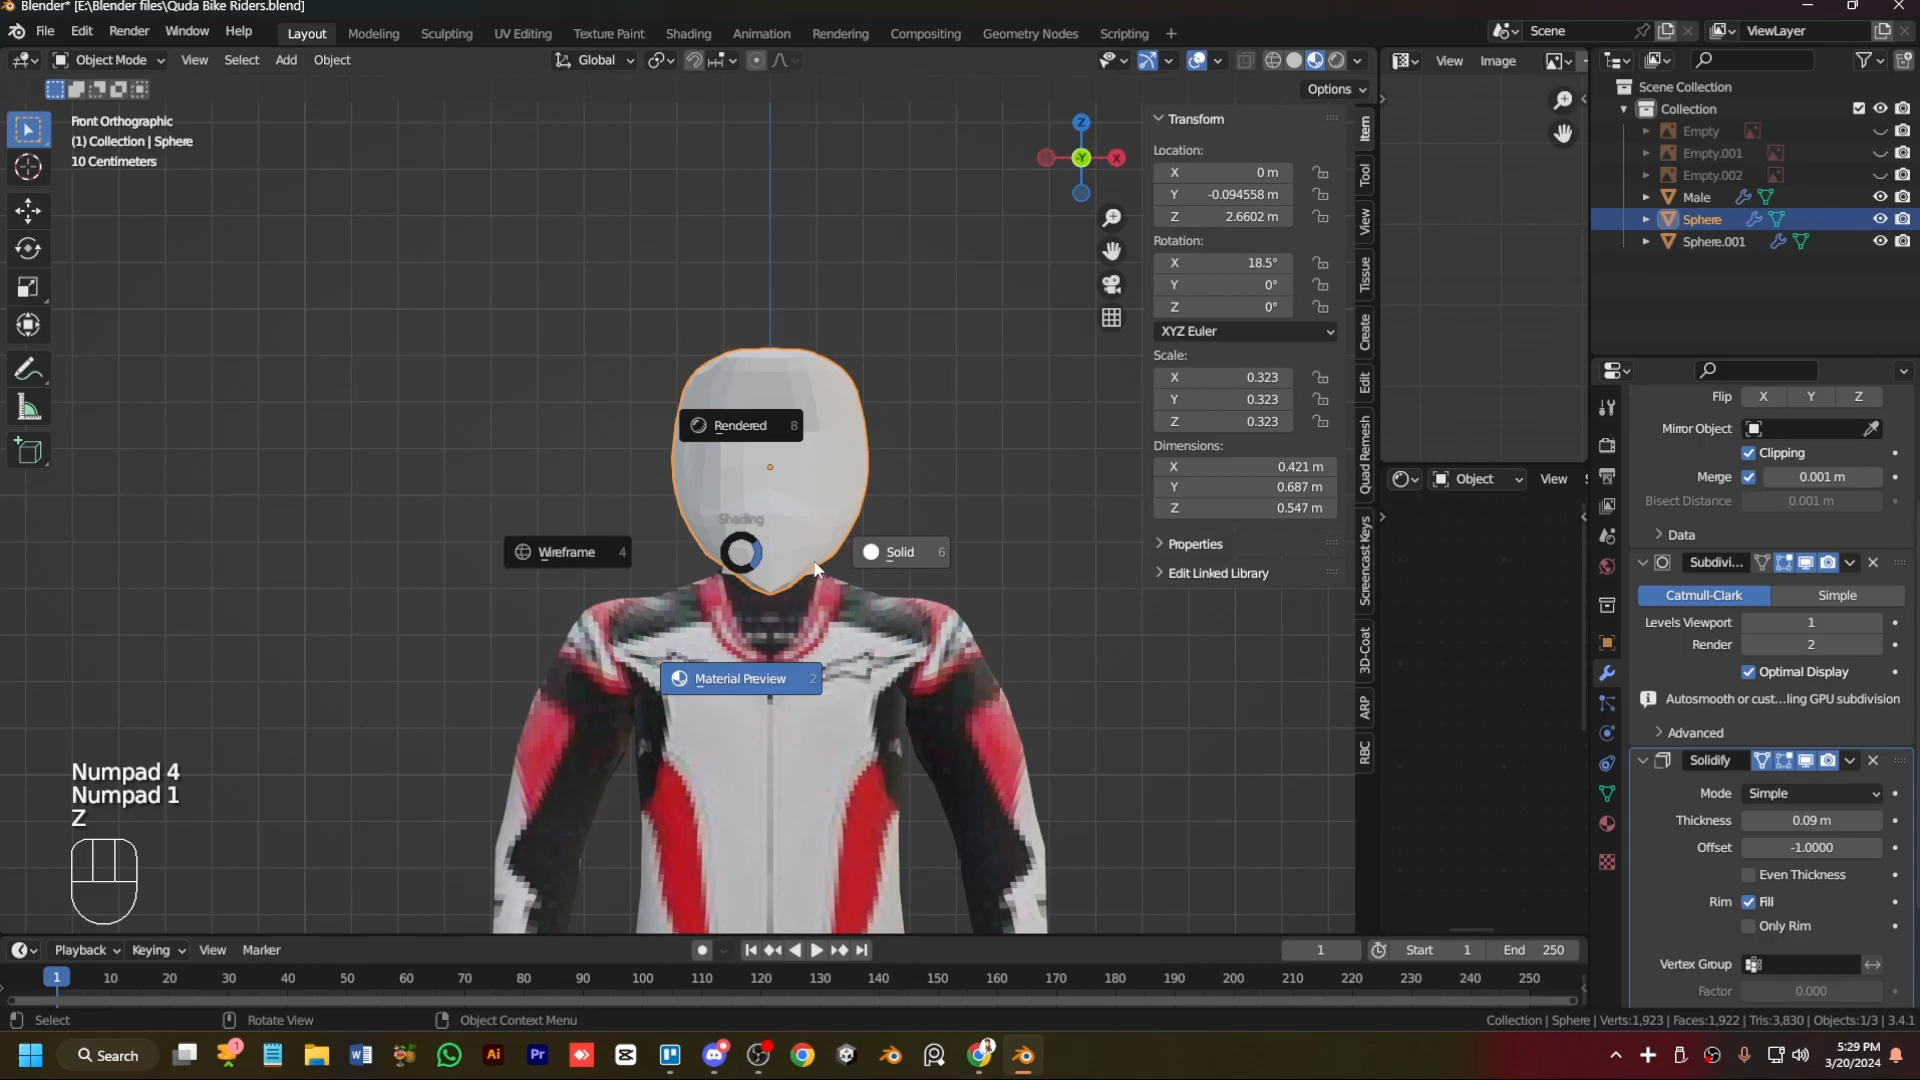 Blender* [E:\Blender files\Quda Bike Riders.blend]
File Edit Render Window Help Layout Modeling Sculpting UV Editing Texture Paint Shading Animation Rendering Compositing Geometry Nodes Scripting + Scene ViewLayer
Object Mode View Select Add Object Global View Image
Options
Front Orthographic
(1) Collection | Sphere
10 Centimeters
Z
X
-Y
Transform
Location:
X 0 m
Y -0.094558 m
Z 2.6602 m
Rotation:
X 18.5°
Y 0°
Z 0°
XYZ Euler
Scale:
X 0.323
Y 0.323
Z 0.323
Dimensions:
X 0.421 m
Y 0.687 m
Z 0.547 m
Properties
Edit Linked Library
Item
Tool
View
Tissue
Create
Edit
Quad Remesh
Screencast Keys
3D-Coat
ARP
RBC
Object View
Scene Collection
Collection
Empty
Empty.001
Empty.002
Male
Sphere
Sphere.001
Flip X Y Z
Mirror Object
Clipping
Merge 0.001 m
Bisect Distance 0.001 m
Data
Subdivi...
Catmull-Clark Simple
Levels Viewport 1
Render 2
Optimal Display
Autosmooth or cust...ling GPU subdivision
Advanced
Solidify
Mode Simple
Thickness 0.09 m
Offset -1.0000
Even Thickness
Rim Fill
Only Rim
Vertex Group
Factor 0.000
Rendered 8
Shading
Wireframe 4
Solid 6
Material Preview 2
Numpad 4
Numpad 1
Z
Playback Keying View Marker 1 Start 1 End 250
1 10 20 30 40 50 60 70 80 90 100 110 120 130 140 150 160 170 180 190 200 210 220 230 240 250
Select Rotate View Object Context Menu Collection | Sphere | Verts:1,923 | Faces:1,922 | Tris:3,830 | Objects:1/3 | 3.4.1
Search
1
Ai
Pr
5:29 PM
3/20/2024